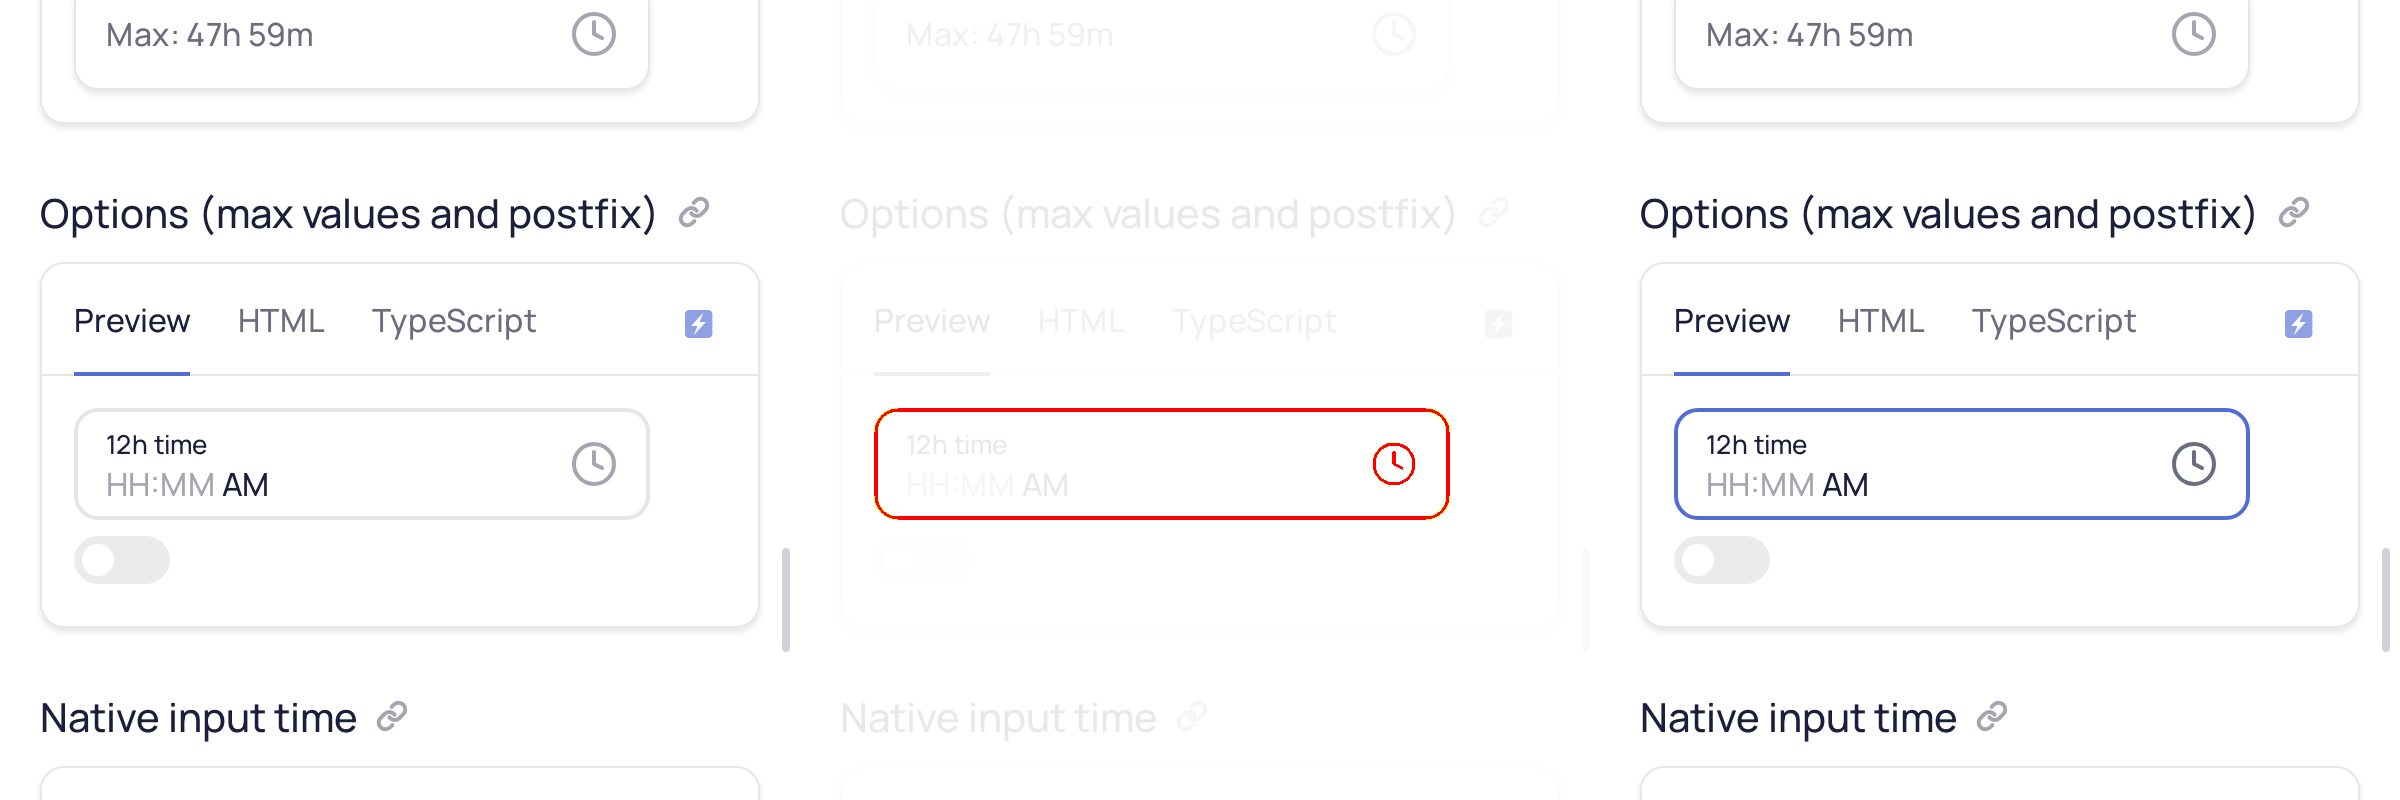 Max: 47h 59m
Options (max values and postfix)
Preview HTML TypeScript
12h time
HH:MM AM
Native input time
Max: 47h 59m
Options (max values and postfix)
Preview HTML TypeScript
12h time
HH:MM AM
Native input time
Max: 47h 59m
Options (max values and postfix)
Preview HTML TypeScript
12h time
HH:MM AM
Native input time